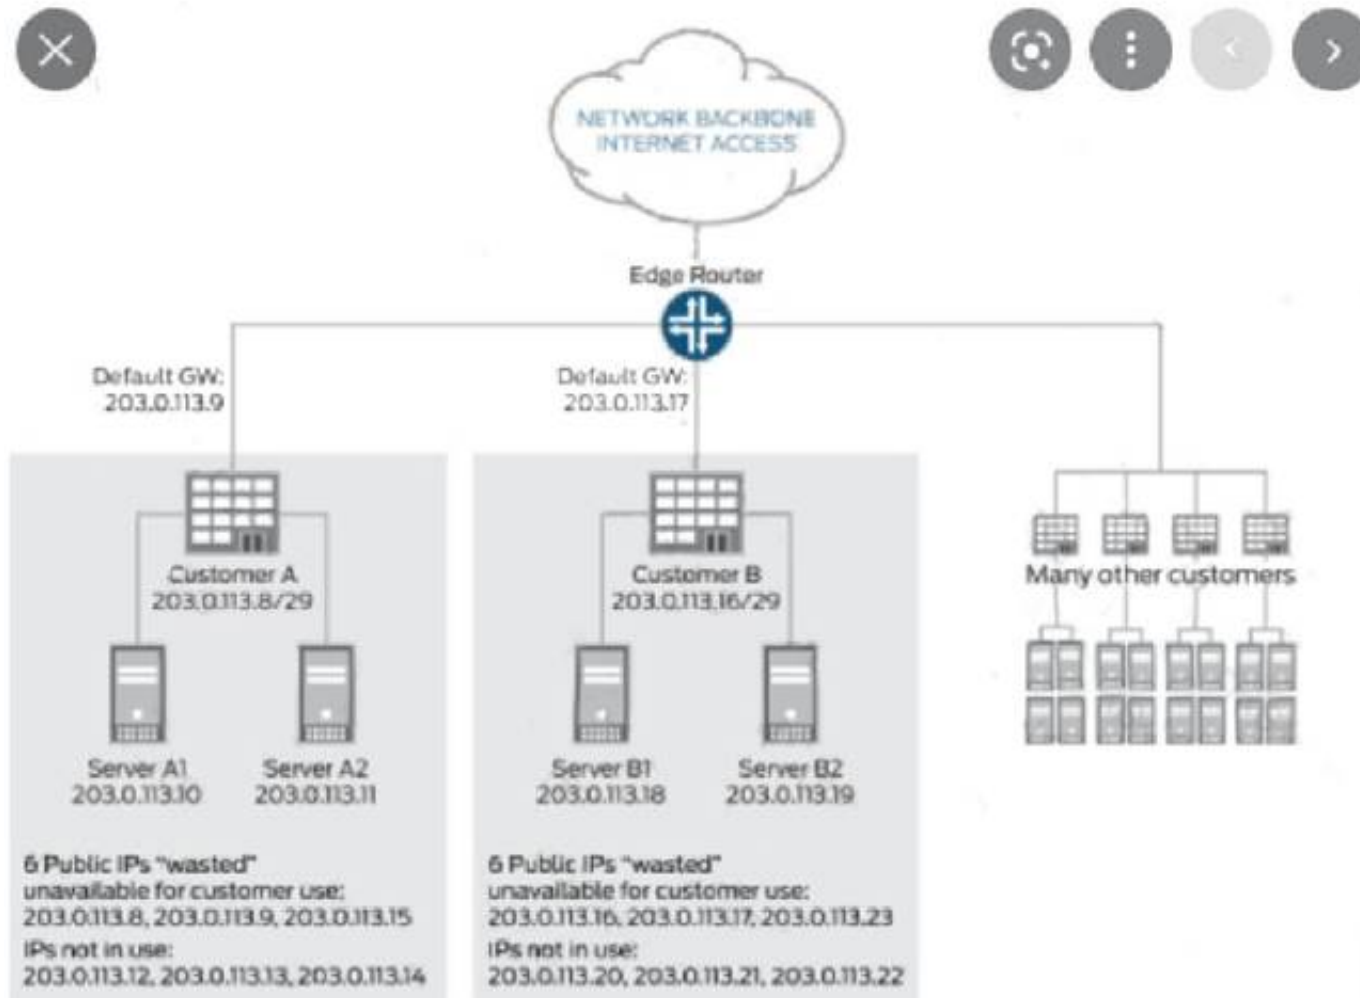 NETWORK BACKBONE
INTERNET ACCESS
Edge Router
Default GW:
203.0.113.9
Default GW:
203.0.113.17
Customer A
203.0.113.8/29
Customer B
203.0.113.16/29
Many other customers
Server A1
203.0.113.10
Server A2
203.0.113.11
Server B1
203.0.113.18
Server B2
203.0.113.19
6 Public IPs "wasted"
unavailable for customer use:
203.0.113.8, 203.0.113.9, 203.0.113.15
IPs not in use:
203.0.113.12, 203.0.113.13, 203.0.113.14
6 Public IPs "wasted"
unavailable for customer use:
203.0.113.16, 203.0.113.17, 203.0.113.23
IPs not in use:
203.0.113.20, 203.0.113.21, 203.0.113.22